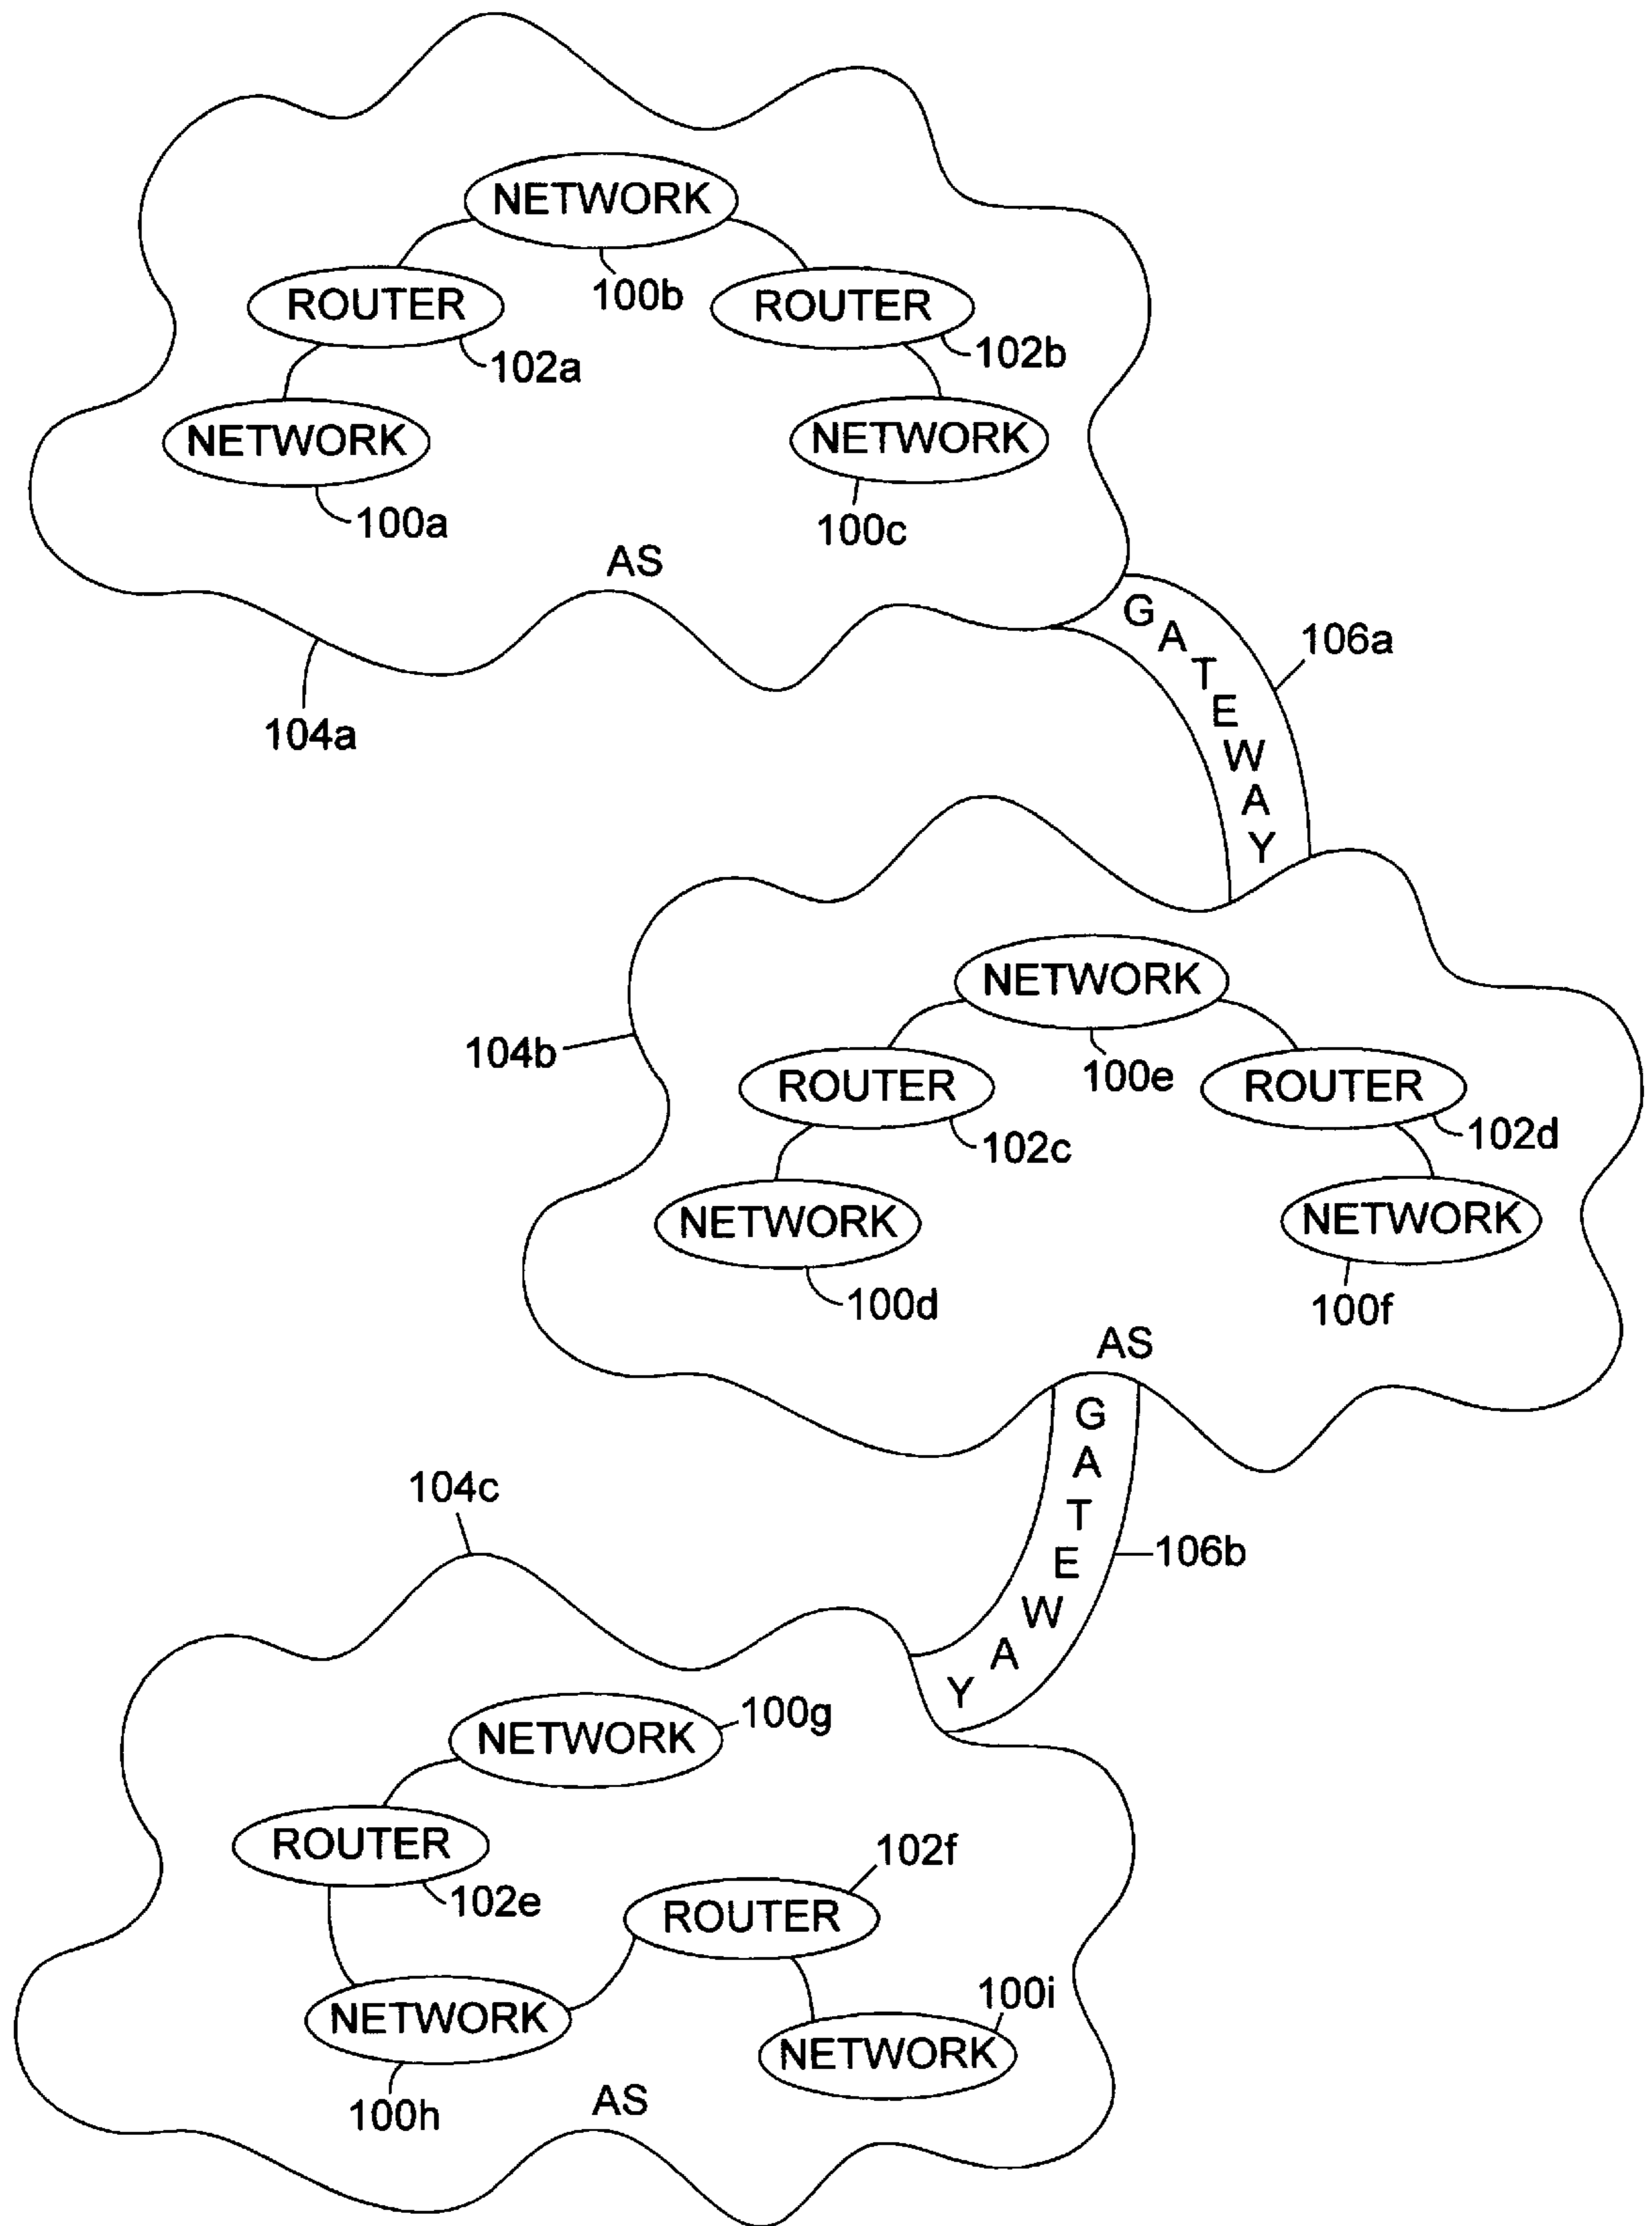 NETWORK
100b
ROUTER
102a
ROUTER
102b
NETWORK
100a
NETWORK
100c
AS
104a
GATEWAY
106a
NETWORK
100e
104b
ROUTER
102c
ROUTER
102d
NETWORK
100d
NETWORK
100f
AS
GATEWAY
106b
104c
NETWORK
100g
ROUTER
102e
ROUTER
102f
NETWORK
100h
NETWORK
100i
AS